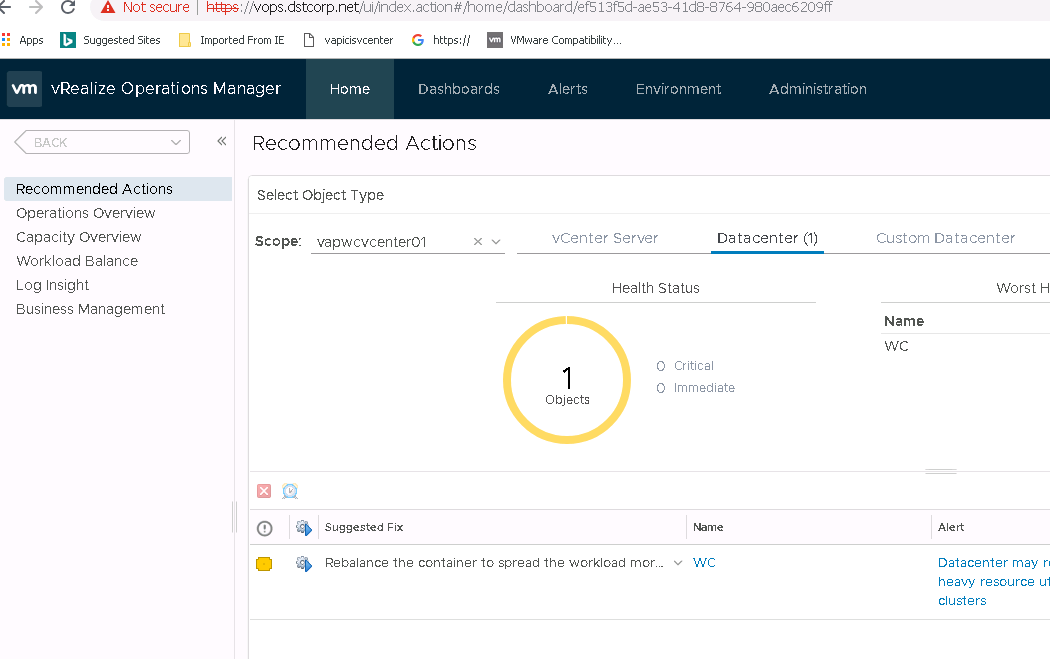 Not secure | https://vops.dstcorp.net/ui/index.action#/home/dashboard/ef513f5d-ae53-41d8-8764-980aec6209ff
Apps Suggested Sites Imported From IE vapicisvcenter https:// vm VMware Compatibility...
vm vRealize Operations Manager Home Dashboards Alerts Environment Administration
BACK «
Recommended Actions
Recommended Actions
Operations Overview
Capacity Overview
Workload Balance
Log Insight
Business Management
Select Object Type
Scope: vapwcvcenter01 vCenter Server Datacenter (1) Custom Datacenter
Health Status
1
Objects
0 Critical
0 Immediate
Worst H
Name
WC
Suggested Fix Name Alert
Rebalance the container to spread the workload mor... WC
Datacenter may
heavy resource
clusters